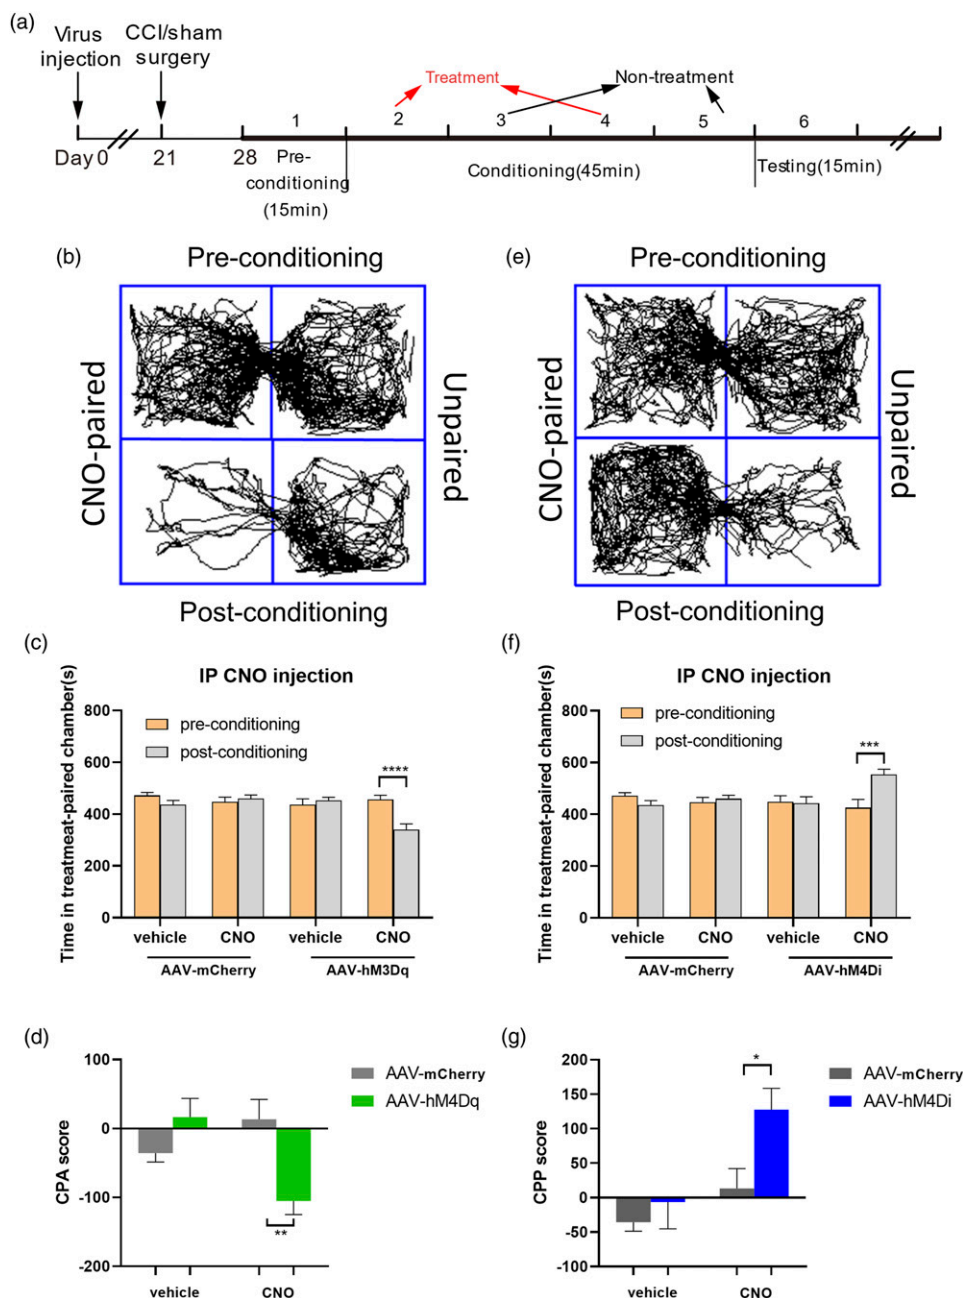 (a)
Virus
injection
CCI/sham
surgery
Treatment
Non-treatment
1
2
3
4
5
6
Day 0
21
28
Pre-
conditioning
(15min)
Conditioning(45min)
Testing(15min)
(b)
Pre-conditioning
CNO-paired
Unpaired
Post-conditioning
(e)
Pre-conditioning
CNO-paired
Unpaired
Post-conditioning
(c)
IP CNO injection
Time in treatmeat-paired chamber(s)
800
600
400
200
0
pre-conditioning
post-conditioning
****
vehicle
CNO
vehicle
CNO
AAV-mCherry
AAV-hM3Dq
(f)
IP CNO injection
Time in treatmeat-paired chamber(s)
800
600
400
200
0
pre-conditioning
post-conditioning
***
vehicle
CNO
vehicle
CNO
AAV-mCherry
AAV-hM4Di
(d)
CPA score
100
0
-100
-200
AAV-mCherry
AAV-hM4Dq
**
vehicle
CNO
(g)
CPP score
200
150
100
50
0
-50
-100
AAV-mCherry
AAV-hM4Di
*
vehicle
CNO